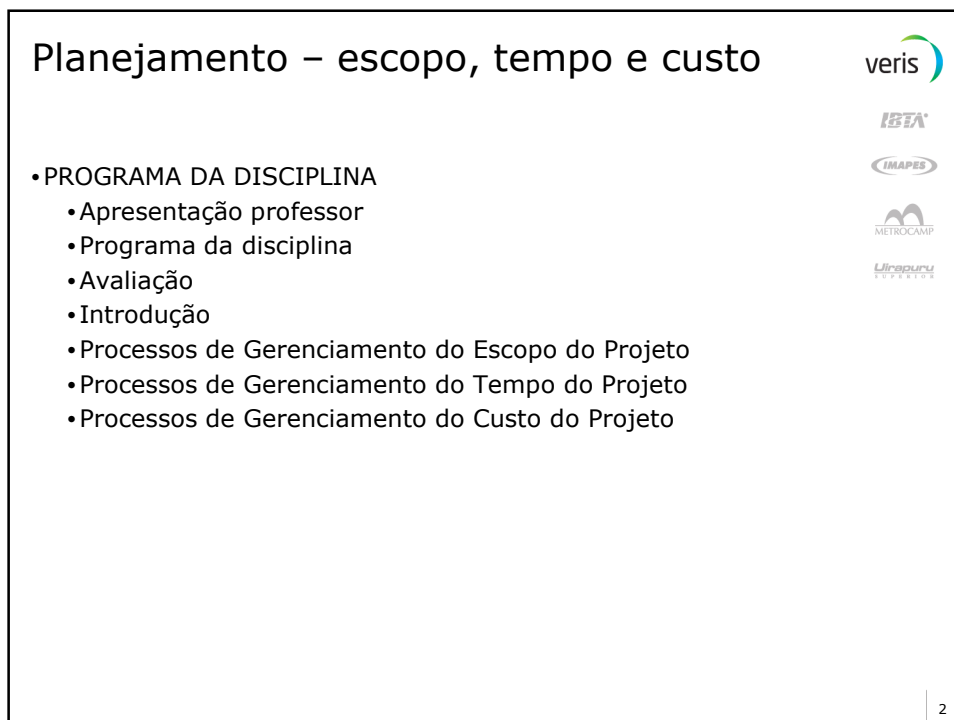 Planejamento – escopo, tempo e custo
veris
IBTA
IMAPES
METROCAMP
Uirapuru
SUPERIOR
•PROGRAMA DA DISCIPLINA
•Apresentação professor
•Programa da disciplina
•Avaliação
•Introdução
•Processos de Gerenciamento do Escopo do Projeto
•Processos de Gerenciamento do Tempo do Projeto
•Processos de Gerenciamento do Custo do Projeto
2